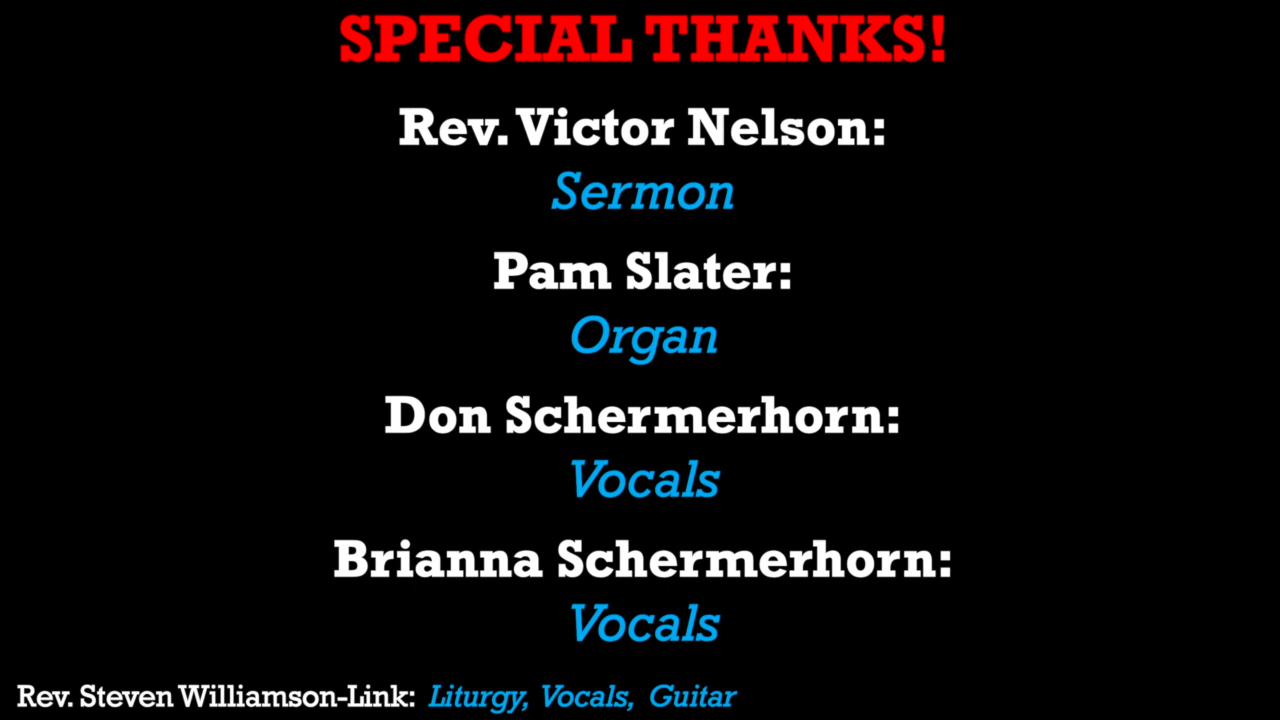 SPECIAL THANKS!
Rev. Victor Nelson:
Sermon
Pam Slater:
Organ
Don Schermerhorn:
Vocals
Brianna Schermerhorn:
Vocals
Rev. Steven Williamson-Link: Liturgy, Vocals, Guitar